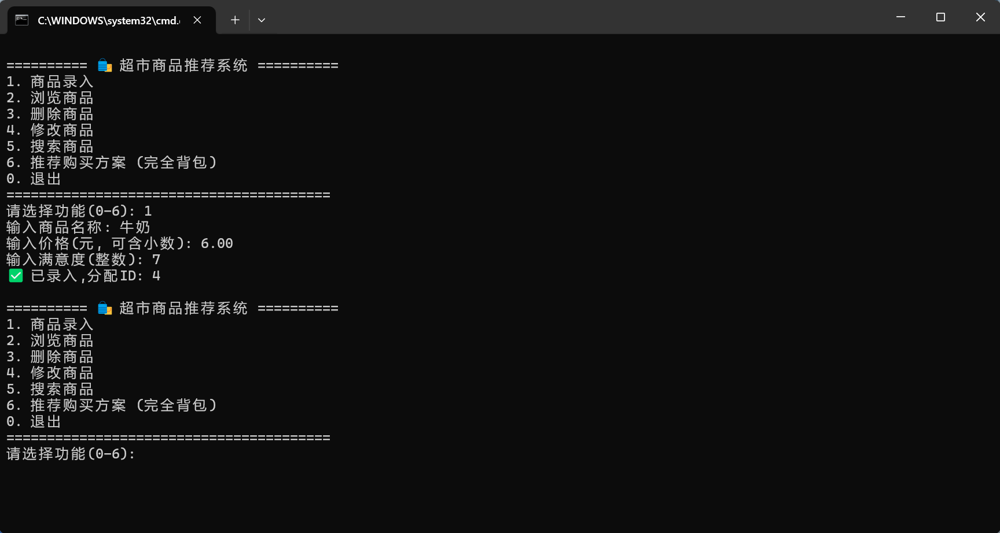 C:\WINDOWS\system32\cmd.
========== 🛍️ 超市商品推荐系统 ==========
1. 商品录入
2. 浏览商品
3. 删除商品
4. 修改商品
5. 搜索商品
6. 推荐购买方案 (完全背包)
0. 退出
========================================
请选择功能(0-6): 1
输入商品名称: 牛奶
输入价格(元, 可含小数): 6.00
输入满意度(整数): 7
✅ 已录入,分配ID: 4
========== 🛍️ 超市商品推荐系统 ==========
1. 商品录入
2. 浏览商品
3. 删除商品
4. 修改商品
5. 搜索商品
6. 推荐购买方案 (完全背包)
0. 退出
========================================
请选择功能(0-6):